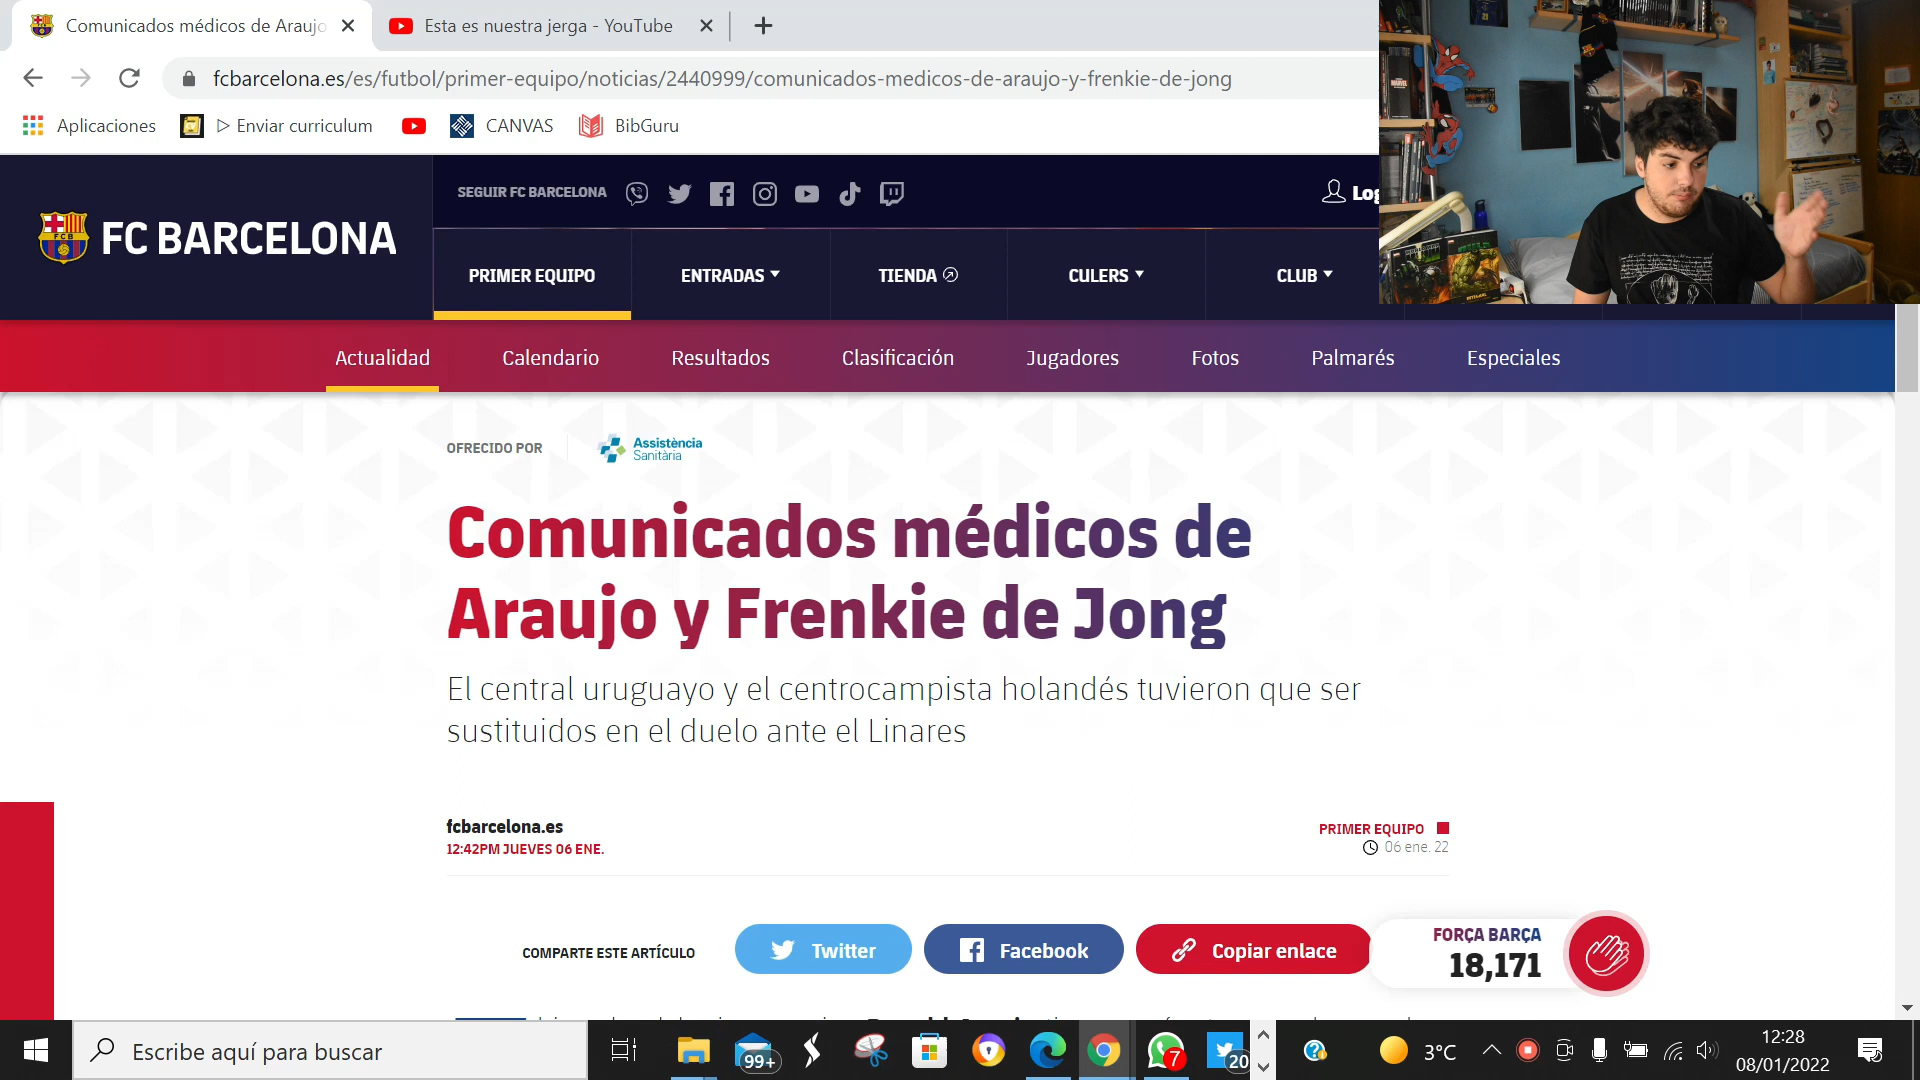 Comunicados médicos de Araujo
Esta es nuestra jerga - YouTube
fcbarcelona.es/es/futbol/primer-equipo/noticias/2440999/comunicados-medicos-de-araujo-y-frenkie-de-jong
Aplicaciones
Enviar curriculum
CANVAS
BibGuru
SEGUIR FC BARCELONA
FC BARCELONA
FCB
PRIMER EQUIPO
ENTRADAS
TIENDA
CULERS
CLUB
Actualidad
Calendario
Resultados
Clasificación
Jugadores
Fotos
Palmarés
Especiales
OFRECIDO POR
Assistència
Sanitària
Comunicados médicos de
Araujo y Frenkie de Jong
El central uruguayo y el centrocampista holandés tuvieron que ser
sustituidos en el duelo ante el Linares
fcbarcelona.es
12:42PM JUEVES 06 ENE.
PRIMER EQUIPO
06 ene. 22
COMPARTE ESTE ARTÍCULO
Twitter
Facebook
Copiar enlace
FORÇA BARÇA
18,171
Escribe aquí para buscar
99+
7
20
3°C
12:28
08/01/2022